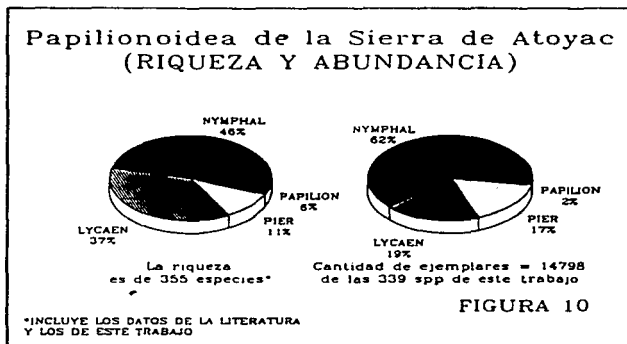 Papilionoidea de la Sierra de Atoyac
(RIQUEZA Y ABUNDANCIA)
NYMPHAL
46%
PAPILION
6%
PIER
11%
LYCAEN
37%
La riqueza
es de 355 especies*
NYMPHAL
62%
PAPILION
2%
PIER
17%
LYCAEN
19%
Cantidad de ejemplares = 14798
de las 339 spp de este trabajo
FIGURA 10
*INCLUYE LOS DATOS DE LA LITERATURA
Y LOS DE ESTE TRABAJO